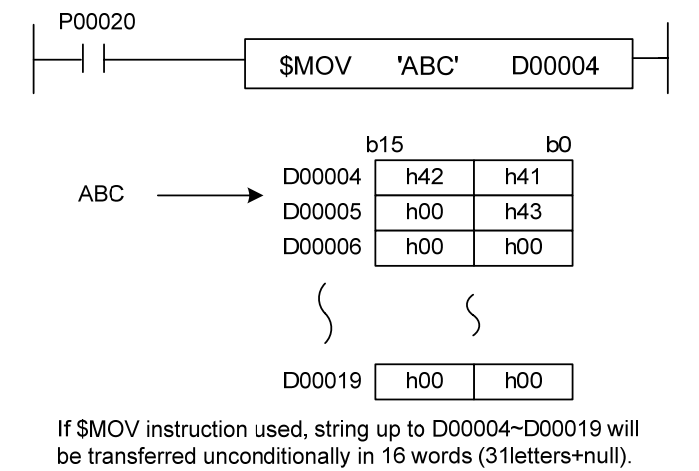 P00020
$MOV 'ABC' D00004
b15 b0
ABC
D00004 h42 h41
D00005 h00 h43
D00006 h00 h00
D00019 h00 h00
If $MOV instruction used, string up to D00004~D00019 will
be transferred unconditionally in 16 words (31letters+null).